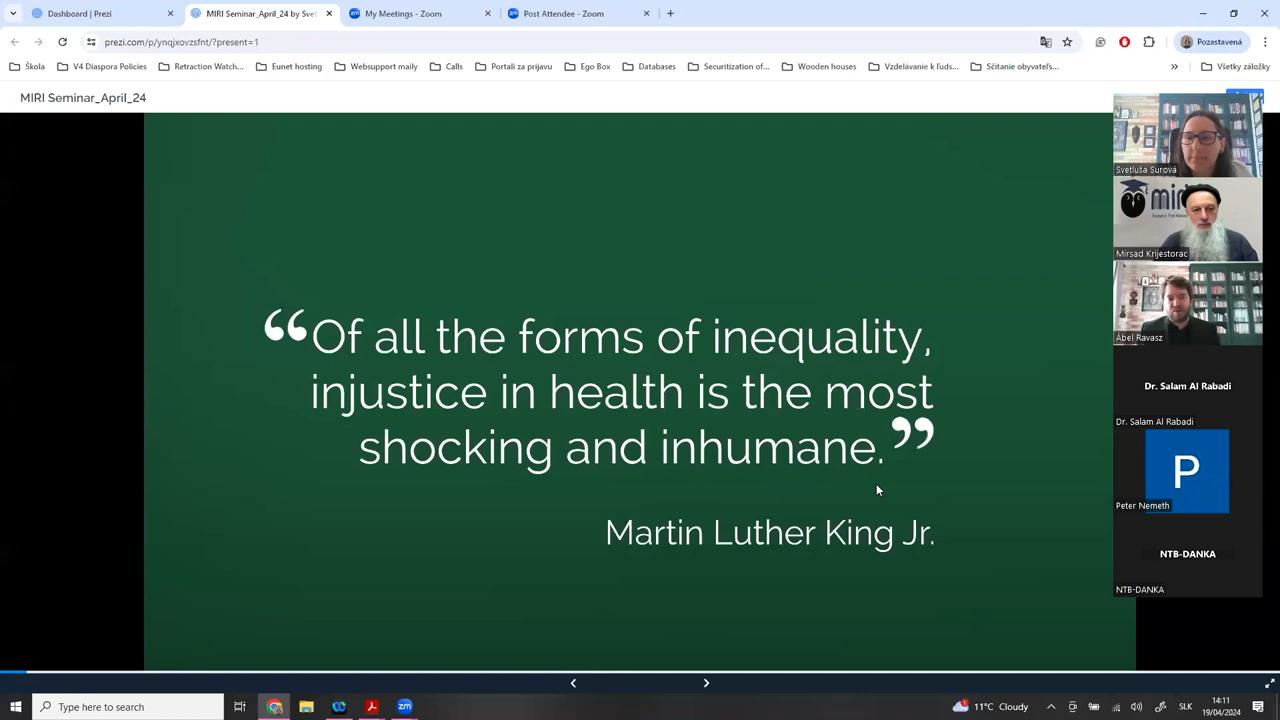 Dashboard | Prezi
MIRI Seminar_April_24 by Svet
My Meetings - Zoom
Post Attendee - Zoom
prezi.com/p/ynqjxovzsfnt/?present=1
Pozastavená
Škola
V4 Diaspora Policies
Retraction Watch...
Eunet hosting
Websupport maily
Calls
Portali za prijavu
Ego Box
Databases
Securitization of...
Wooden houses
Vzdelávanie k ľuds...
Sčítanie obyvateľs...
Všetky záložky
MIRI Seminar_April_24
“Of all the forms of inequality,
injustice in health is the most
shocking and inhumane.”
Martin Luther King Jr.
Svetluša Surová
miri
Mirsad Krijestorac
Ábel Ravasz
Dr. Salam Al Rabadi
Dr. Salam Al Rabadi
P
Peter Nemeth
NTB-DANKA
NTB-DANKA
Type here to search
11°C Cloudy
SLK
14:11
19/04/2024